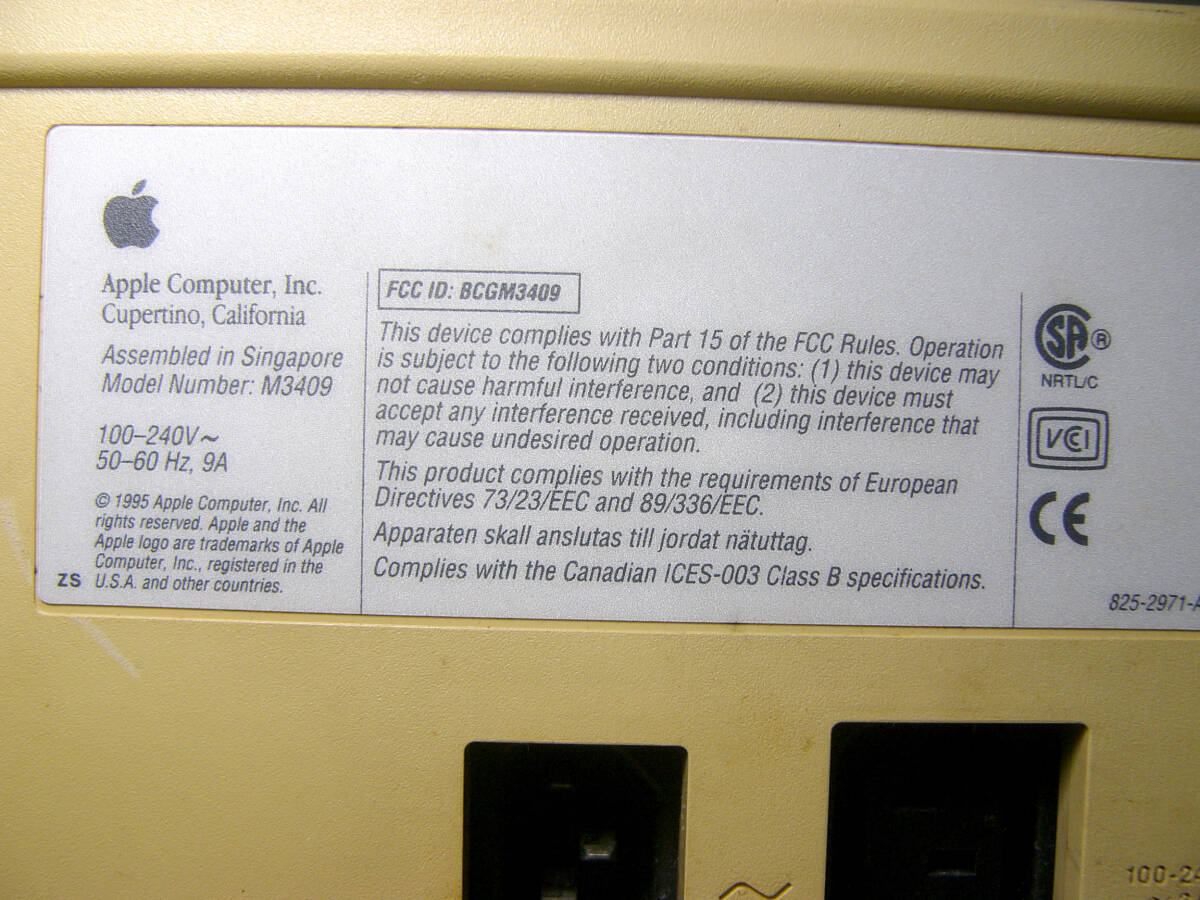 Apple Computer, Inc.
Cupertino, California
Assembled in Singapore
Model Number: M3409
100–240V~
50–60 Hz, 9A
© 1995 Apple Computer, Inc. All
rights reserved. Apple and the
Apple logo are trademarks of Apple
Computer, Inc., registered in the
U.S.A. and other countries.
ZS
FCC ID: BCGM3409
This device complies with Part 15 of the FCC Rules. Operation
is subject to the following two conditions: (1) this device may
not cause harmful interference, and (2) this device must
accept any interference received, including interference that
may cause undesired operation.
This product complies with the requirements of European
Directives 73/23/EEC and 89/336/EEC.
Apparaten skall anslutas till jordat nätuttag.
Complies with the Canadian ICES-003 Class B specifications.
SA ®
NRTL/C
VCCI
CE
825-2971-A
100-24